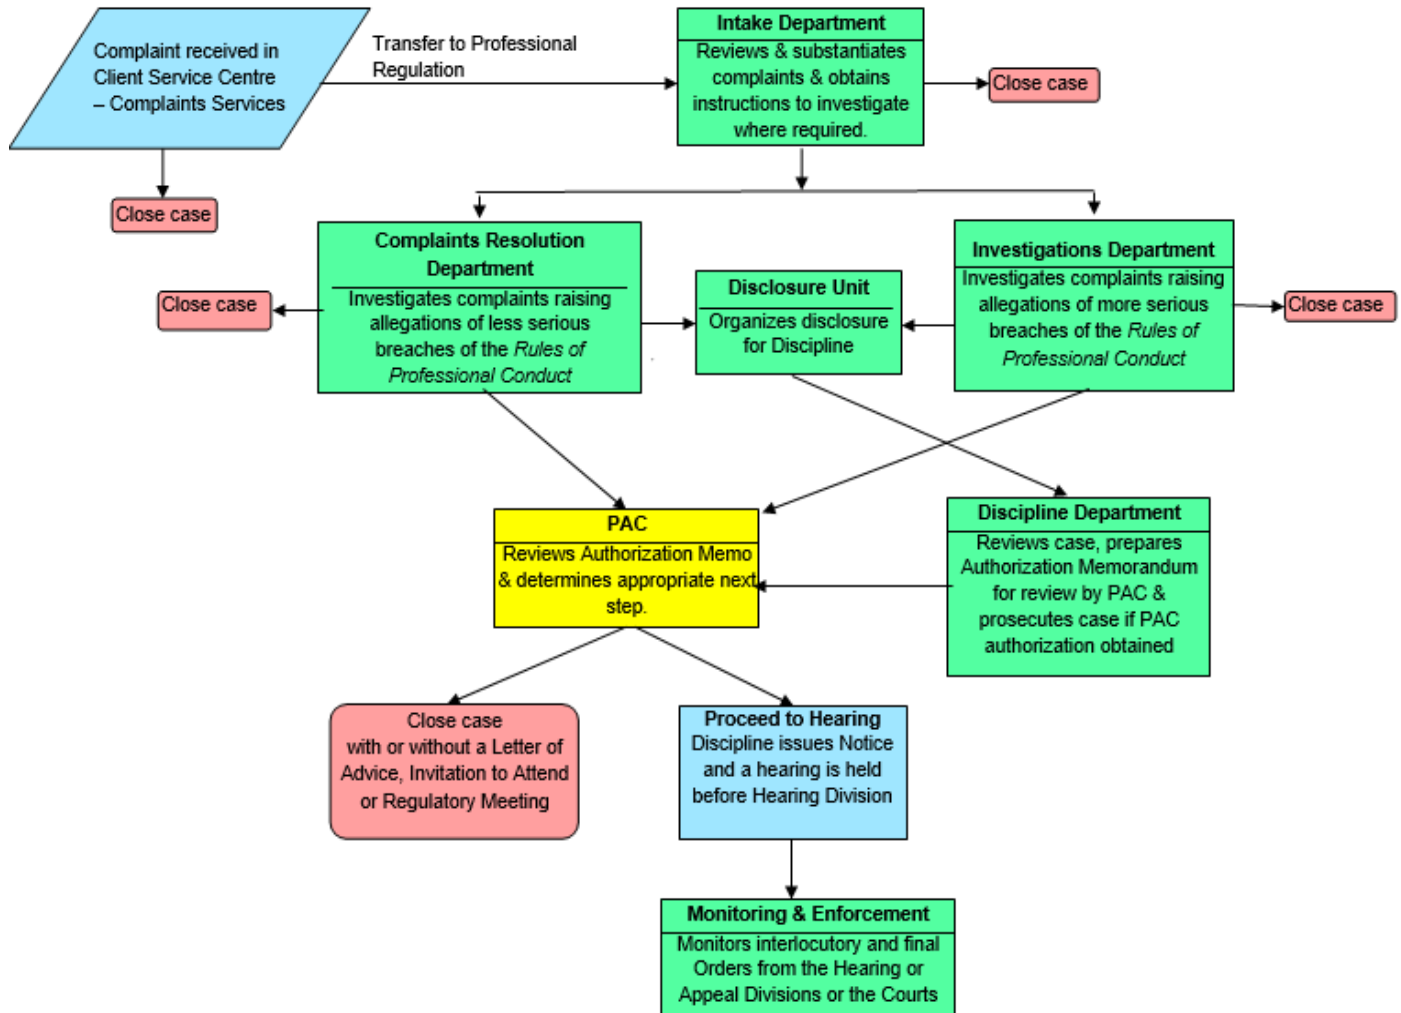 Complaint received in
Client Service Centre
– Complaints Services
Transfer to Professional
Regulation
Intake Department
Reviews & substantiates
complaints & obtains
instructions to investigate
where required.
Close case
Close case
Complaints Resolution
Department
Investigates complaints raising
allegations of less serious
breaches of the Rules of
Professional Conduct
Close case
Disclosure Unit
Organizes disclosure
for Discipline
Investigations Department
Investigates complaints raising
allegations of more serious
breaches of the Rules of
Professional Conduct
Close case
PAC
Reviews Authorization Memo
& determines appropriate next
step.
Discipline Department
Reviews case, prepares
Authorization Memorandum
for review by PAC &
prosecutes case if PAC
authorization obtained
Close case
with or without a Letter of
Advice, Invitation to Attend
or Regulatory Meeting
Proceed to Hearing
Discipline issues Notice
and a hearing is held
before Hearing Division
Monitoring & Enforcement
Monitors interlocutory and final
Orders from the Hearing or
Appeal Divisions or the Courts